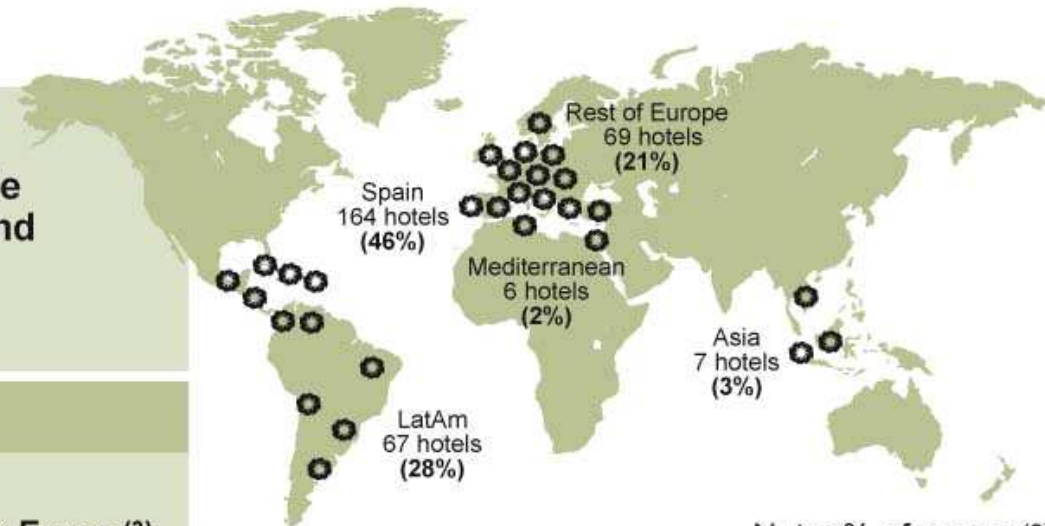 Rest of Europe
69 hotels
(21%)
Spain
164 hotels
(46%)
Mediterranean
6 hotels
(2%)
Asia
7 hotels
(3%)
LatAm
67 hotels
(28%)
e
nd